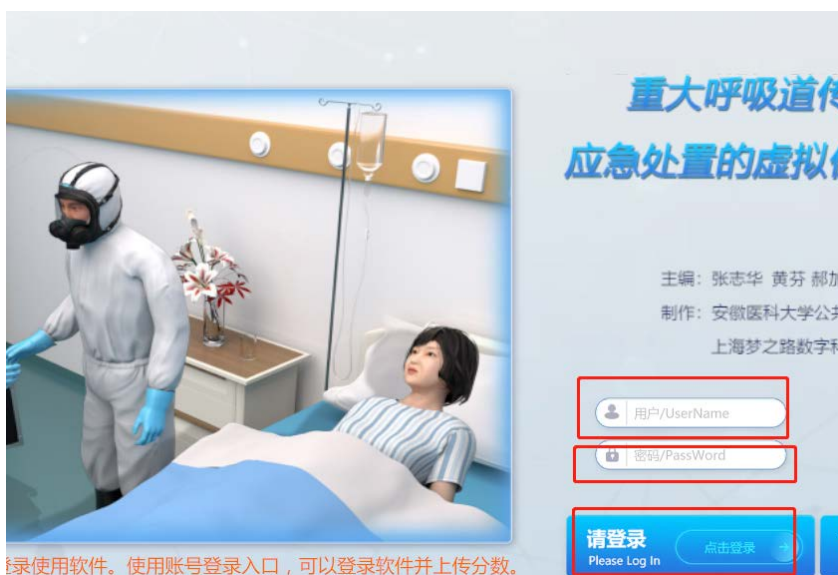 重大呼吸道传
应急处置的虚拟仿
主编：张志华 黄芬 郝加
制作：安徽医科大学公共
上海梦之路数字科
用户/UserName
密码/PassWord
请登录
Please Log In
点击登录
登录使用软件。使用账号登录入口，可以登录软件并上传分数。